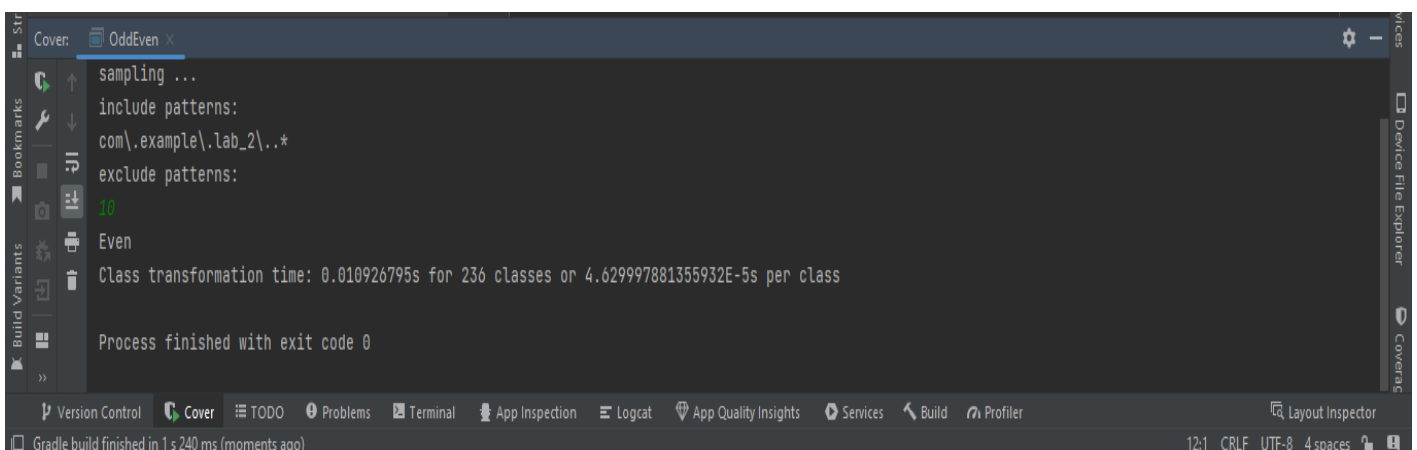 Str
Cover: OddEven
sampling ...
include patterns:
com\.example\.lab_2\..*
exclude patterns:
10
Even
Class transformation time: 0.010926795s for 236 classes or 4.629997881355932E-5s per class
Process finished with exit code 0
Bookmarks
Build Variants
vices
Device File Explorer
Coverag
Version Control Cover TODO Problems Terminal App Inspection Logcat App Quality Insights Services Build Profiler Layout Inspector
Gradle build finished in 1 s 240 ms (moments ago) 12:1 CRLF UTF-8 4 spaces